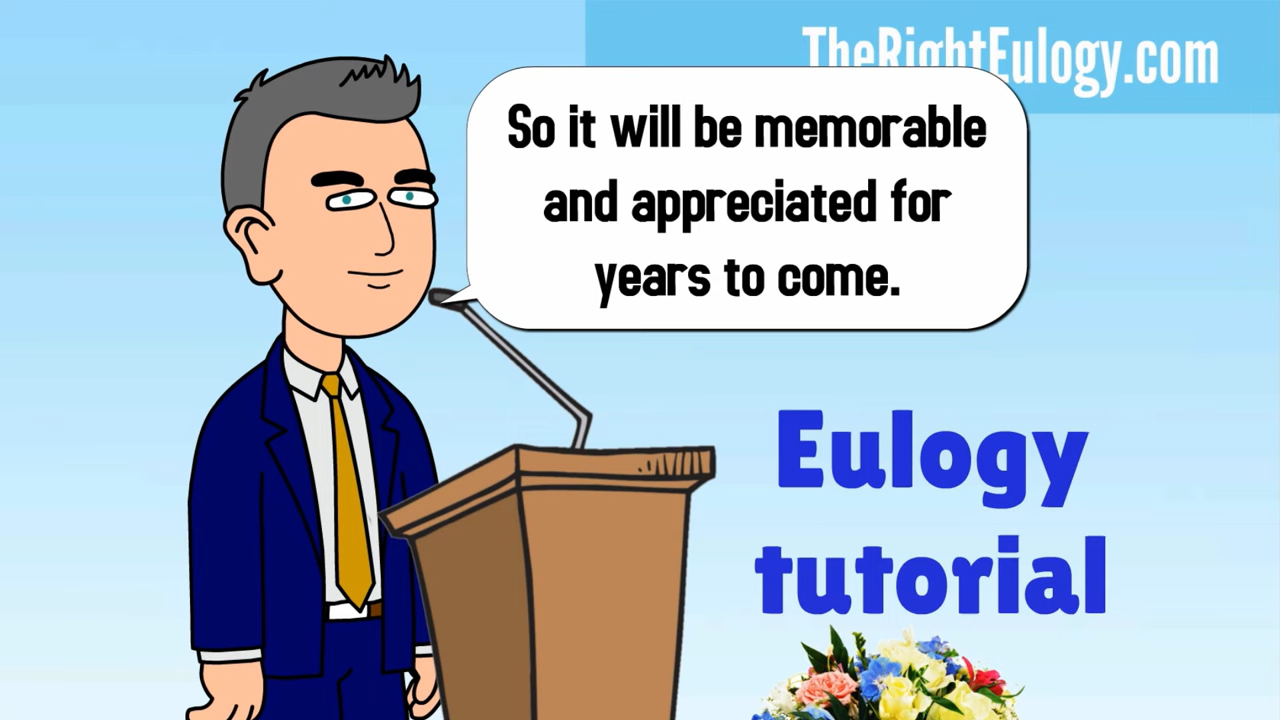 TheRightEulogy.com
So it will be memorable
and appreciated for
years to come.
Eulogy
tutorial